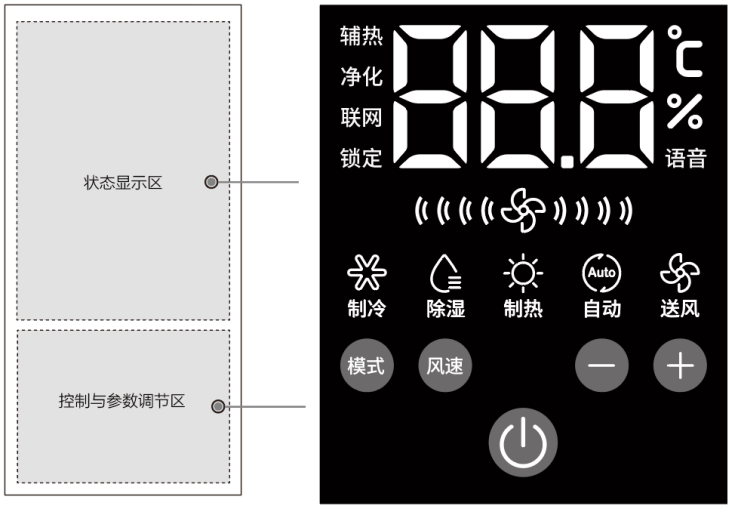 状态显示区
控制与参数调节区
辅热
净化
联网
锁定
88.8
℃
%
语音
制冷 除湿 制热 Auto 自动 送风
模式 风速 − +